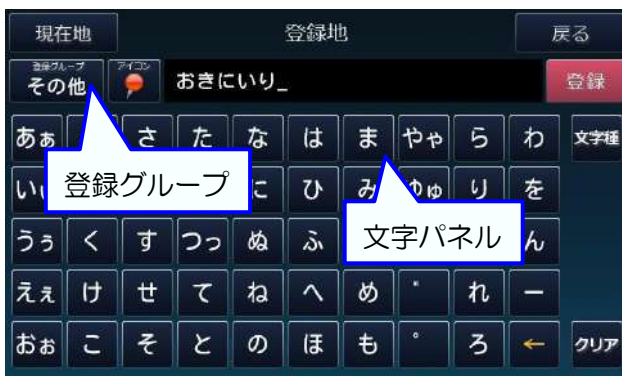 現在地 登録地 戻る
登録グループ アイコン
その他 おきにいり_ 登録
あぁ さ た な は ま やゃ ら わ 文字種
登録グループ
い に ひ み ゆゅ り を
文字パネル
うぅ く す つっ ぬ ふ ん
えぇ け せ て ね へ め ゛ れ ー
おぉ こ そ と の ほ も ゜ ろ ← クリア